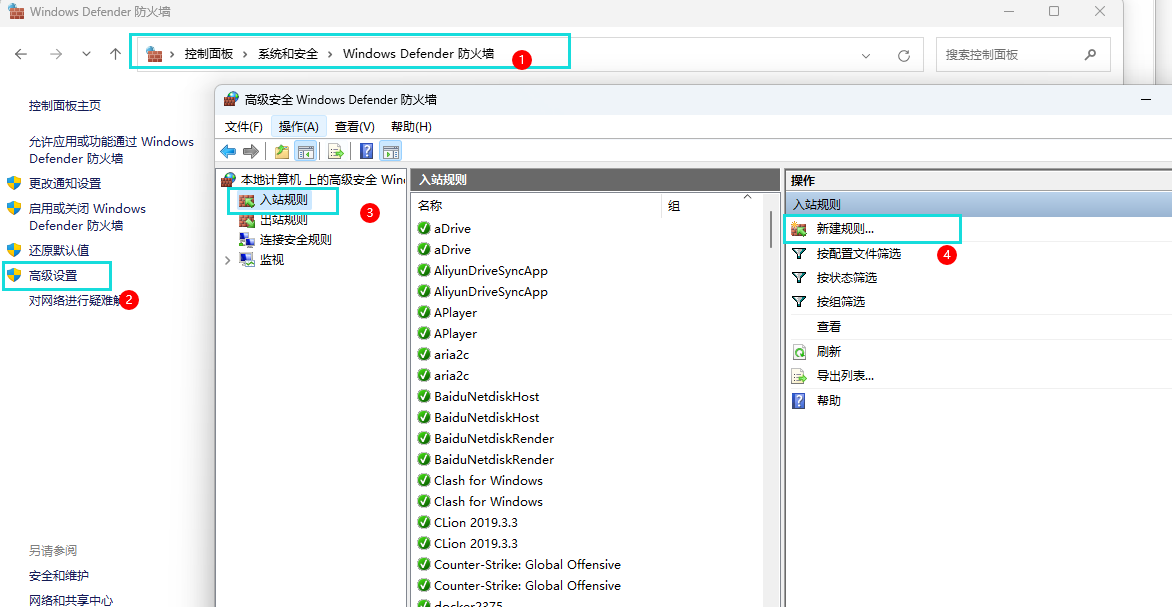 Windows Defender 防火墙
控制面板 › 系统和安全 › Windows Defender 防火墙
1
搜索控制面板
控制面板主页
允许应用或功能通过 Windows
Defender 防火墙
更改通知设置
启用或关闭 Windows
Defender 防火墙
还原默认值
高级设置
对网络进行疑难解
2
另请参阅
安全和维护
网络和共享中心
高级安全 Windows Defender 防火墙
文件(F) 操作(A) 查看(V) 帮助(H)
本地计算机 上的高级安全 Wind
入站规则
3
出站规则
连接安全规则
监视
入站规则
名称 组
aDrive
aDrive
AliyunDriveSyncApp
AliyunDriveSyncApp
APlayer
APlayer
aria2c
aria2c
BaiduNetdiskHost
BaiduNetdiskHost
BaiduNetdiskRender
BaiduNetdiskRender
Clash for Windows
Clash for Windows
CLion 2019.3.3
CLion 2019.3.3
Counter-Strike: Global Offensive
Counter-Strike: Global Offensive
docker2375
操作
入站规则
新建规则...
4
按配置文件筛选
按状态筛选
按组筛选
查看
刷新
导出列表...
帮助